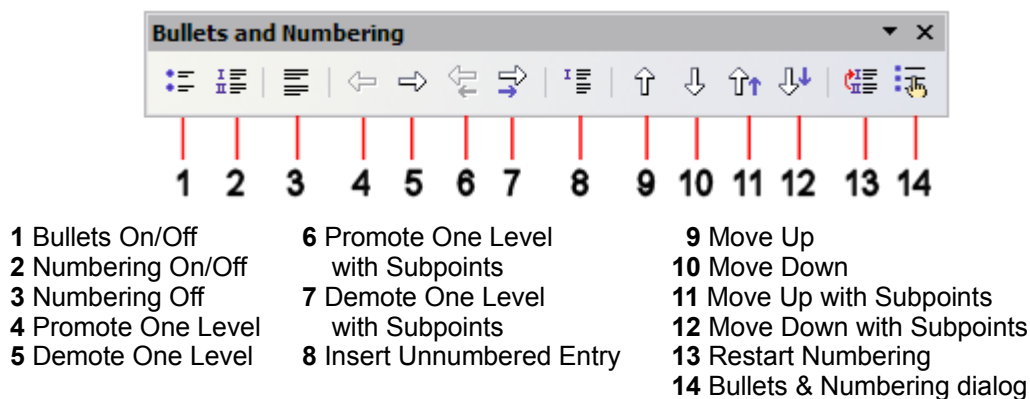 Bullets and Numbering
1 2 3 4 5 6 7 8 9 10 11 12 13 14
1 Bullets On/Off
2 Numbering On/Off
3 Numbering Off
4 Promote One Level
5 Demote One Level
6 Promote One Level
with Subpoints
7 Demote One Level
with Subpoints
8 Insert Unnumbered Entry
9 Move Up
10 Move Down
11 Move Up with Subpoints
12 Move Down with Subpoints
13 Restart Numbering
14 Bullets & Numbering dialog